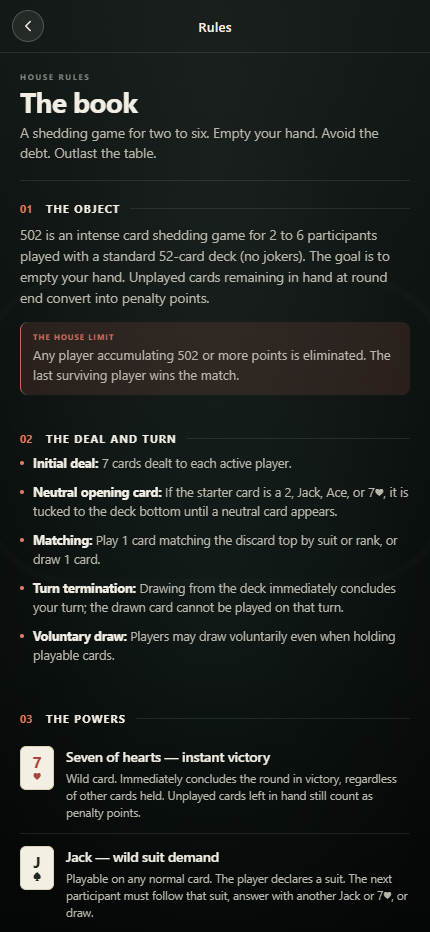 Rules
HOUSE RULES
The book
A shedding game for two to six. Empty your hand. Avoid the
debt. Outlast the table.
01 THE OBJECT
502 is an intense card shedding game for 2 to 6 participants
played with a standard 52-card deck (no jokers). The goal is to
empty your hand. Unplayed cards remaining in hand at round
end convert into penalty points.
THE HOUSE LIMIT
Any player accumulating 502 or more points is eliminated. The
last surviving player wins the match.
02 THE DEAL AND TURN
• Initial deal: 7 cards dealt to each active player.
• Neutral opening card: If the starter card is a 2, Jack, Ace, or 7♥, it is
tucked to the deck bottom until a neutral card appears.
• Matching: Play 1 card matching the discard top by suit or rank, or
draw 1 card.
• Turn termination: Drawing from the deck immediately concludes
your turn; the drawn card cannot be played on that turn.
• Voluntary draw: Players may draw voluntarily even when holding
playable cards.
03 THE POWERS
7
♥
Seven of hearts — instant victory
Wild card. Immediately concludes the round in victory, regardless
of other cards held. Unplayed cards left in hand still count as
penalty points.
J
♠
Jack — wild suit demand
Playable on any normal card. The player declares a suit. The next
participant must follow that suit, answer with another Jack or 7♥, or
draw.